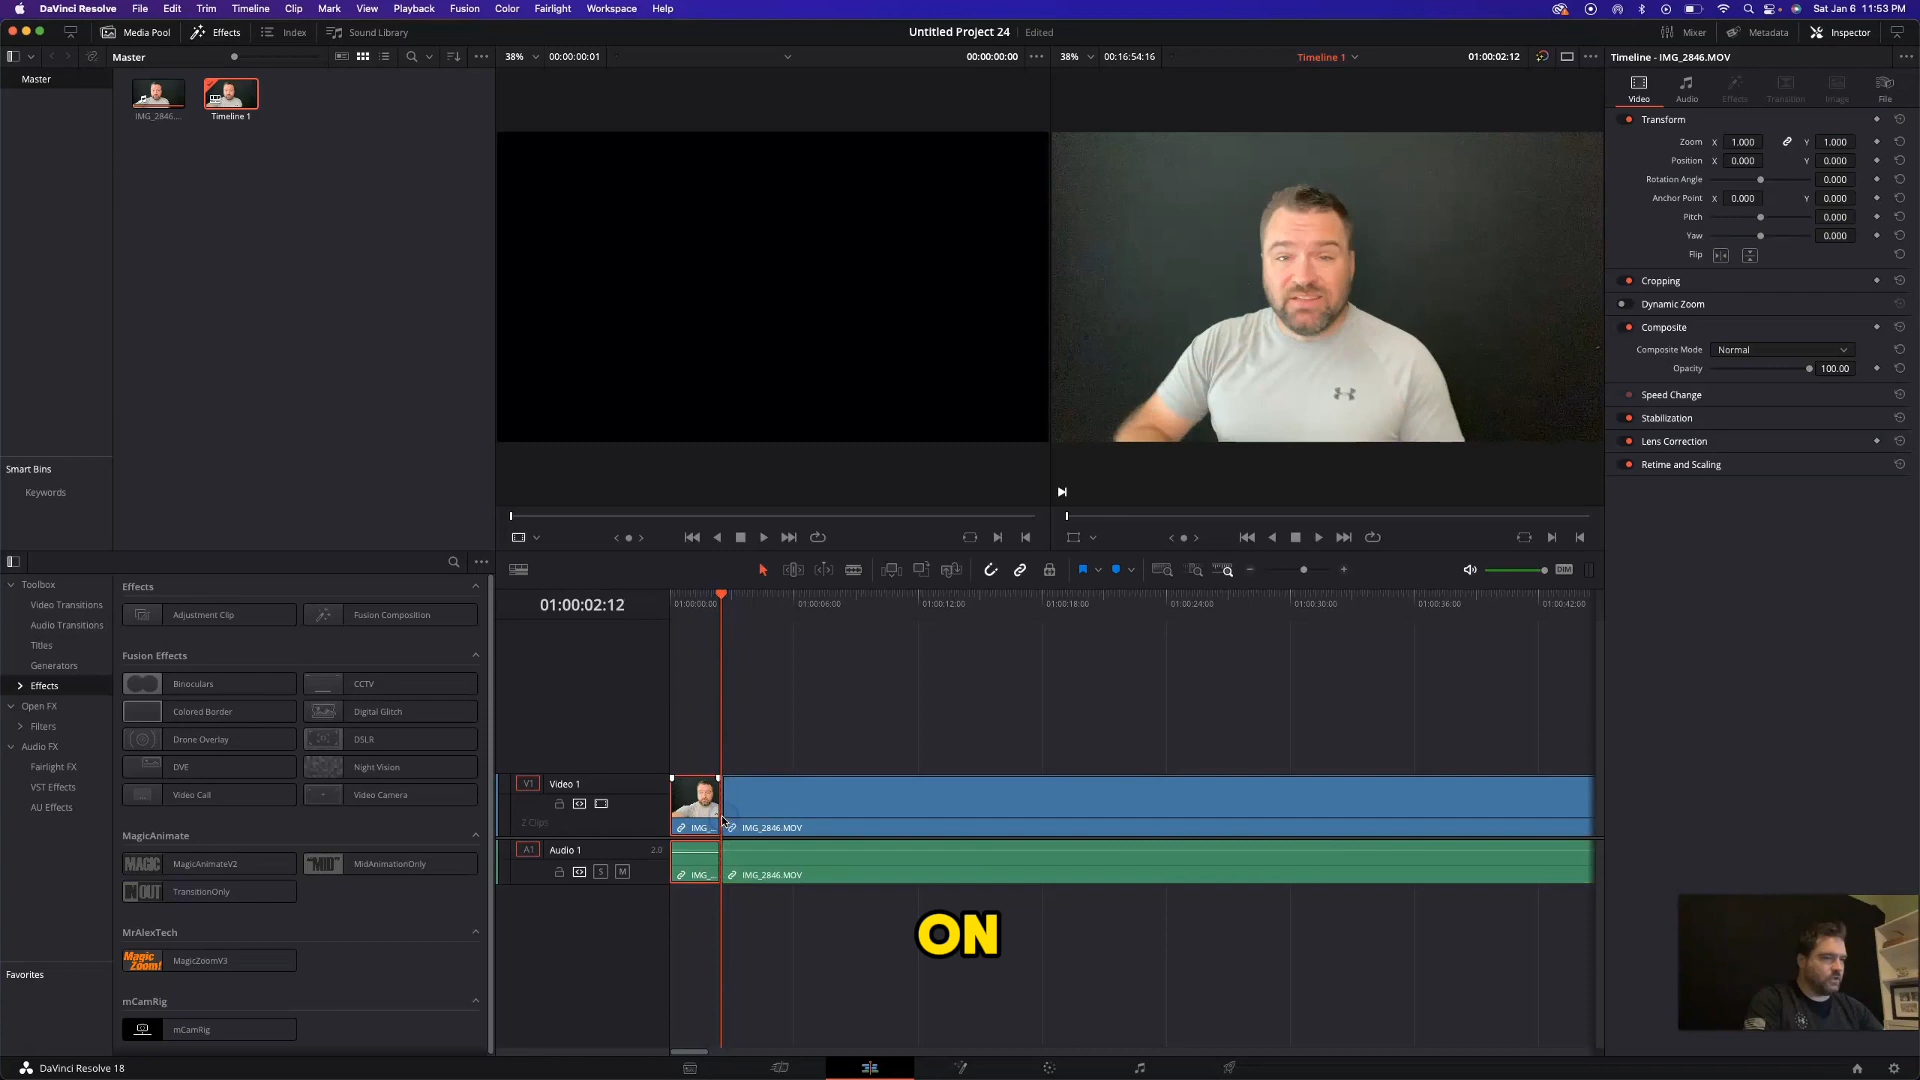 DaVinci Resolve File Edit Trim Timeline Clip Mark View Playback Fusion Color Fairlight Workspace Help Sat Jan 6 11:53 PM
Media Pool Effects Index Sound Library Untitled Project 24 Edited Mixer Metadata Inspector
Master 38% 00:00:00:01 00:00:00:00 38% 00:16:54:16 Timeline 1 01:00:02:12 Timeline - IMG_2846.MOV
Master
IMG_2846.... Timeline 1
Video Audio Effects Transition Image File
Transform
Zoom X 1.000 Y 1.000
Position X 0.000 Y 0.000
Rotation Angle 0.000
Anchor Point X 0.000 Y 0.000
Pitch 0.000
Yaw 0.000
Flip
Cropping
Dynamic Zoom
Composite
Composite Mode Normal
Opacity 100.00
Speed Change
Stabilization
Lens Correction
Retime and Scaling
Smart Bins
Keywords
Toolbox
Video Transitions
Audio Transitions
Titles
Generators
Effects
Open FX
Filters
Audio FX
Fairlight FX
VST Effects
AU Effects
Favorites
Effects
Adjustment Clip Fusion Composition
Fusion Effects
Binoculars CCTV
Colored Border Digital Glitch
Drone Overlay DSLR
DVE Night Vision
Video Call Video Camera
MagicAnimate
MAGIC MagicAnimateV2 "MID" MidAnimationOnly
IN OUT TransitionOnly
MrAlexTech
Magic Zoom! MagicZoomV3
mCamRig
mCamRig
DIM
01:00:02:12 01:00:00:00 01:00:06:00 01:00:12:00 01:00:18:00 01:00:24:00 01:00:30:00 01:00:36:00 01:00:42:00
V1 Video 1
2 Clips
IMG_... IMG_2846.MOV
A1 Audio 1 2.0
S M
IMG_... IMG_2846.MOV
ON
DaVinci Resolve 18